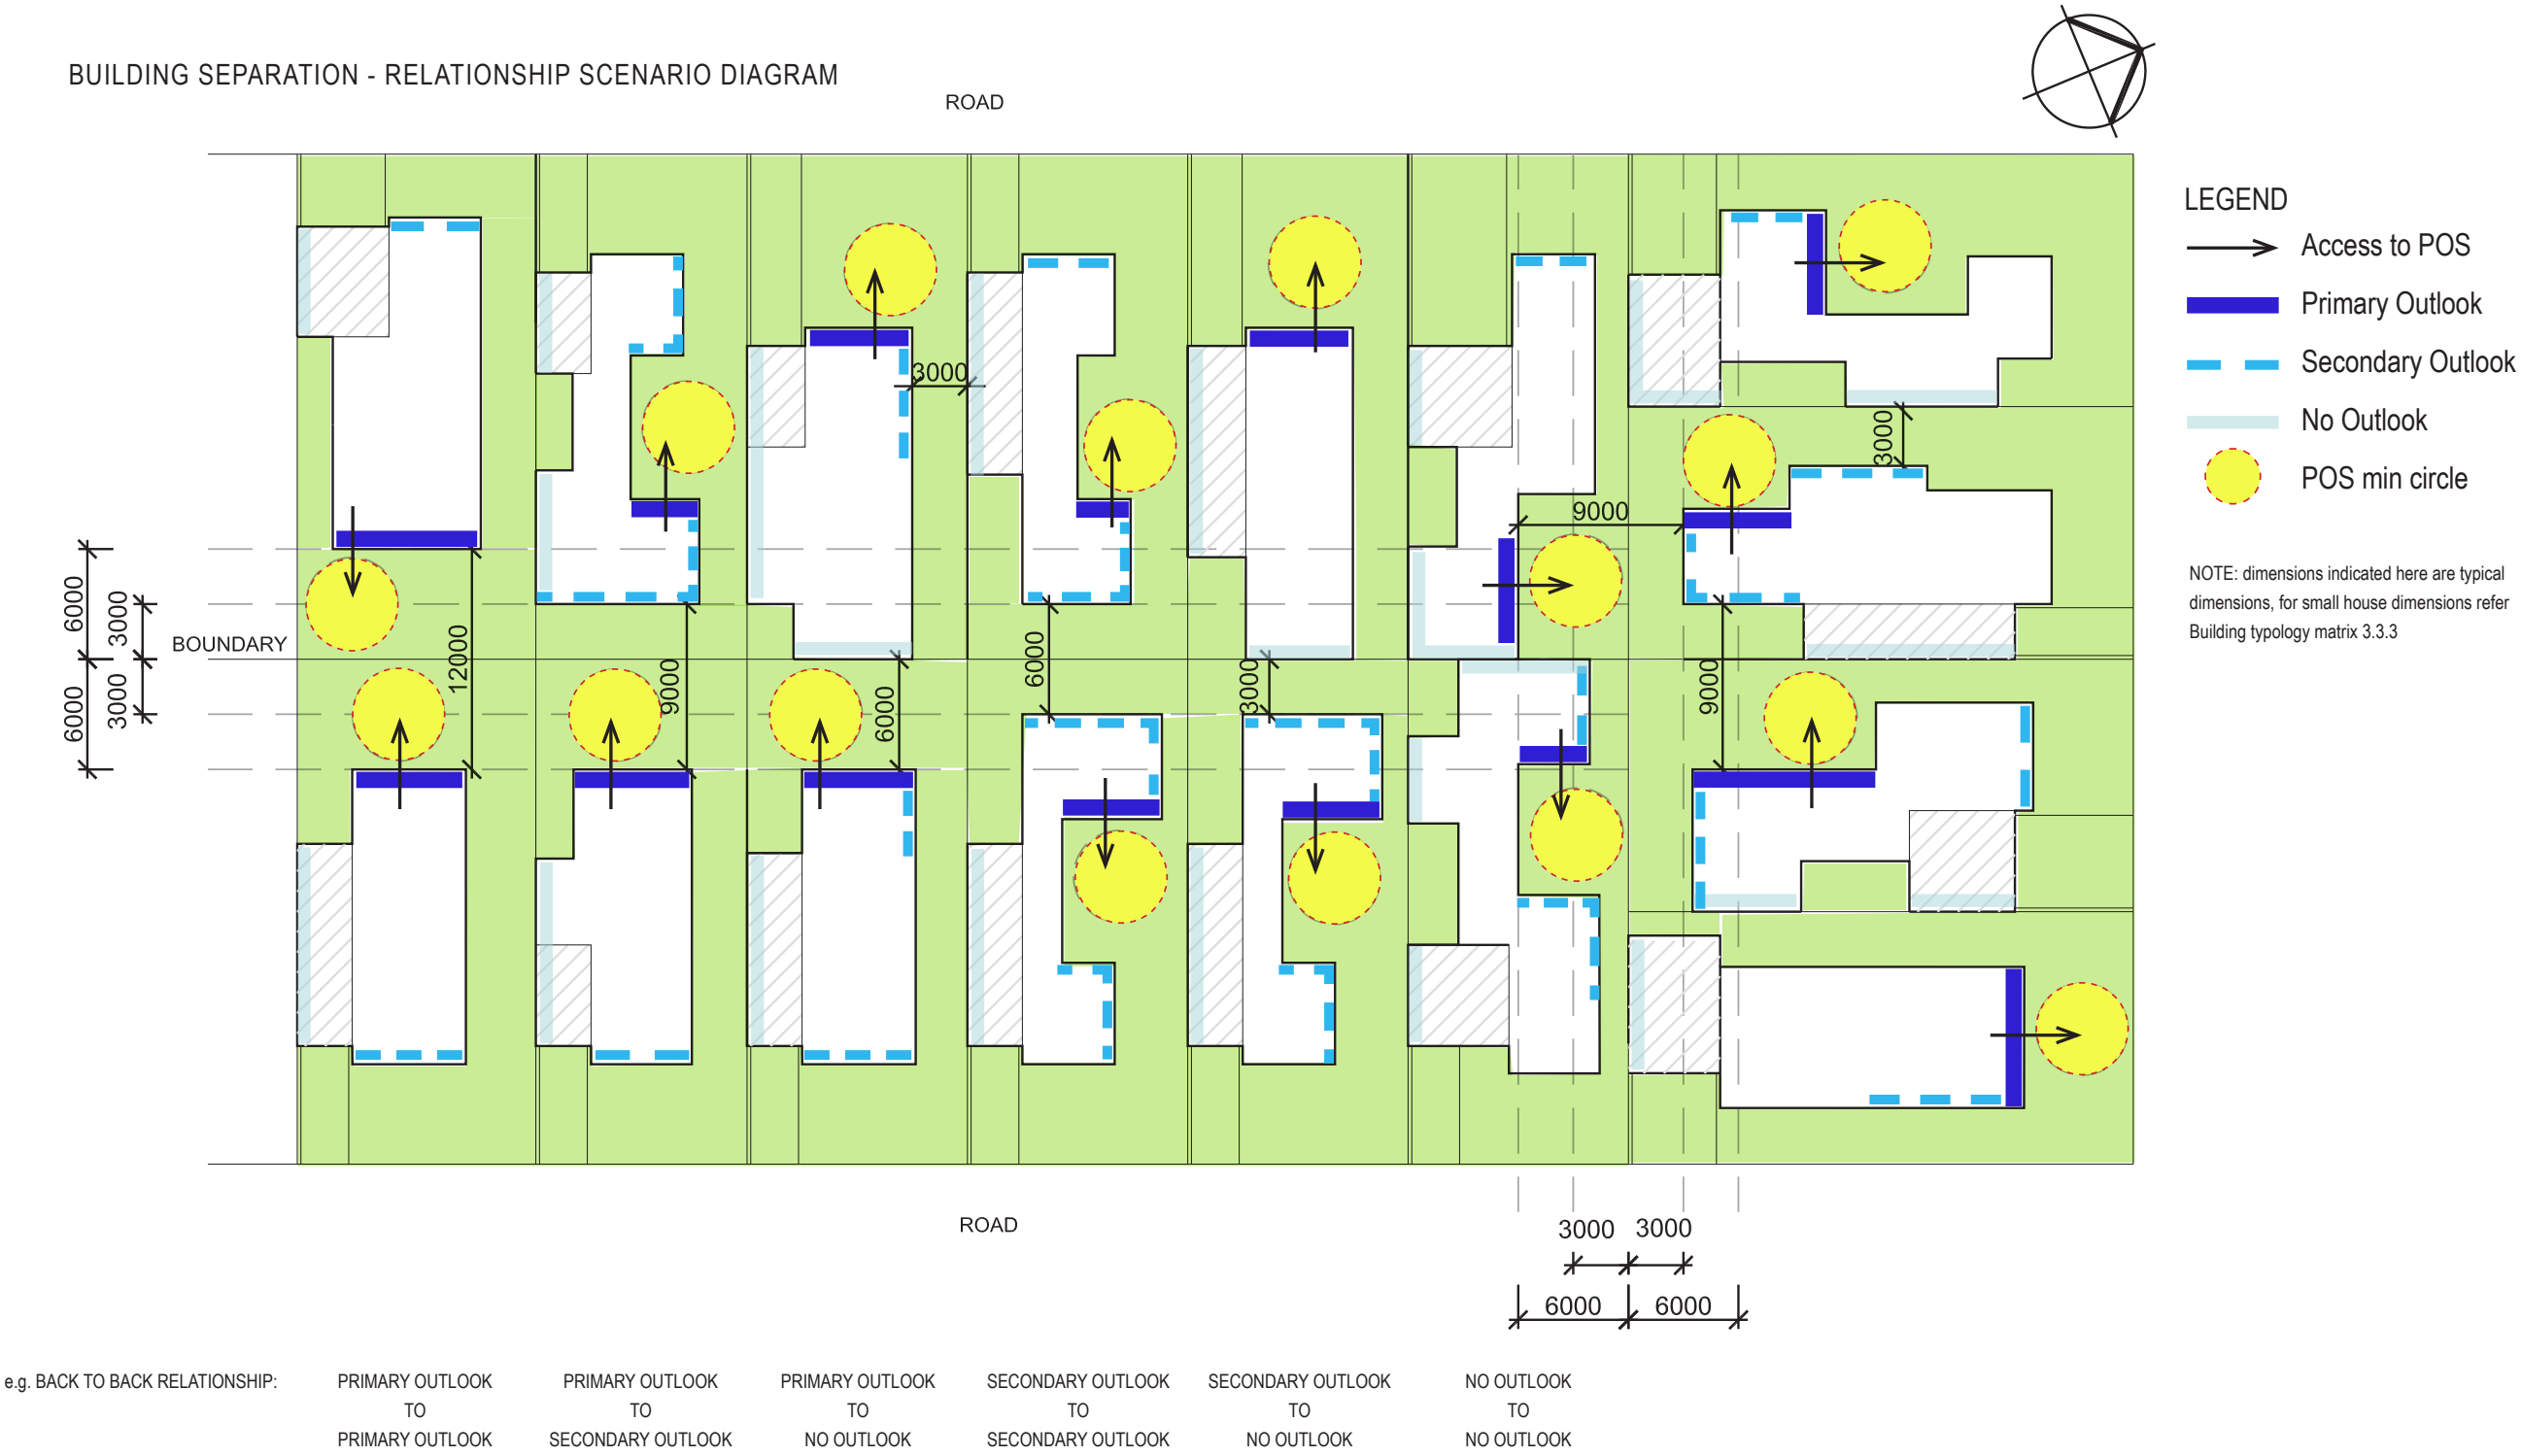 BUILDING SEPARATION - RELATIONSHIP SCENARIO DIAGRAM
ROAD
LEGEND
Access to POS
Primary Outlook
Secondary Outlook
No Outlook
POS min circle
NOTE: dimensions indicated here are typical
dimensions, for small house dimensions refer
Building typology matrix 3.3.3
3000
3000
9000
6000
3000
BOUNDARY
12000
9000
6000
6000
3000
9000
6000
3000
ROAD
3000
3000
6000
6000
e.g. BACK TO BACK RELATIONSHIP:
PRIMARY OUTLOOK
TO
PRIMARY OUTLOOK
PRIMARY OUTLOOK
TO
SECONDARY OUTLOOK
PRIMARY OUTLOOK
TO
NO OUTLOOK
SECONDARY OUTLOOK
TO
SECONDARY OUTLOOK
SECONDARY OUTLOOK
TO
NO OUTLOOK
NO OUTLOOK
TO
NO OUTLOOK